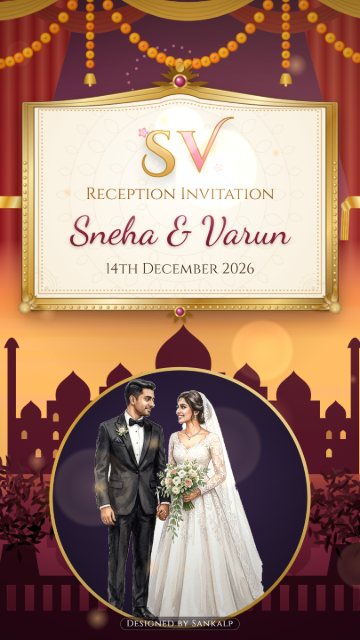 SV
Reception Invitation
Sneha & Varun
14th December 2026
Designed by Sankalp